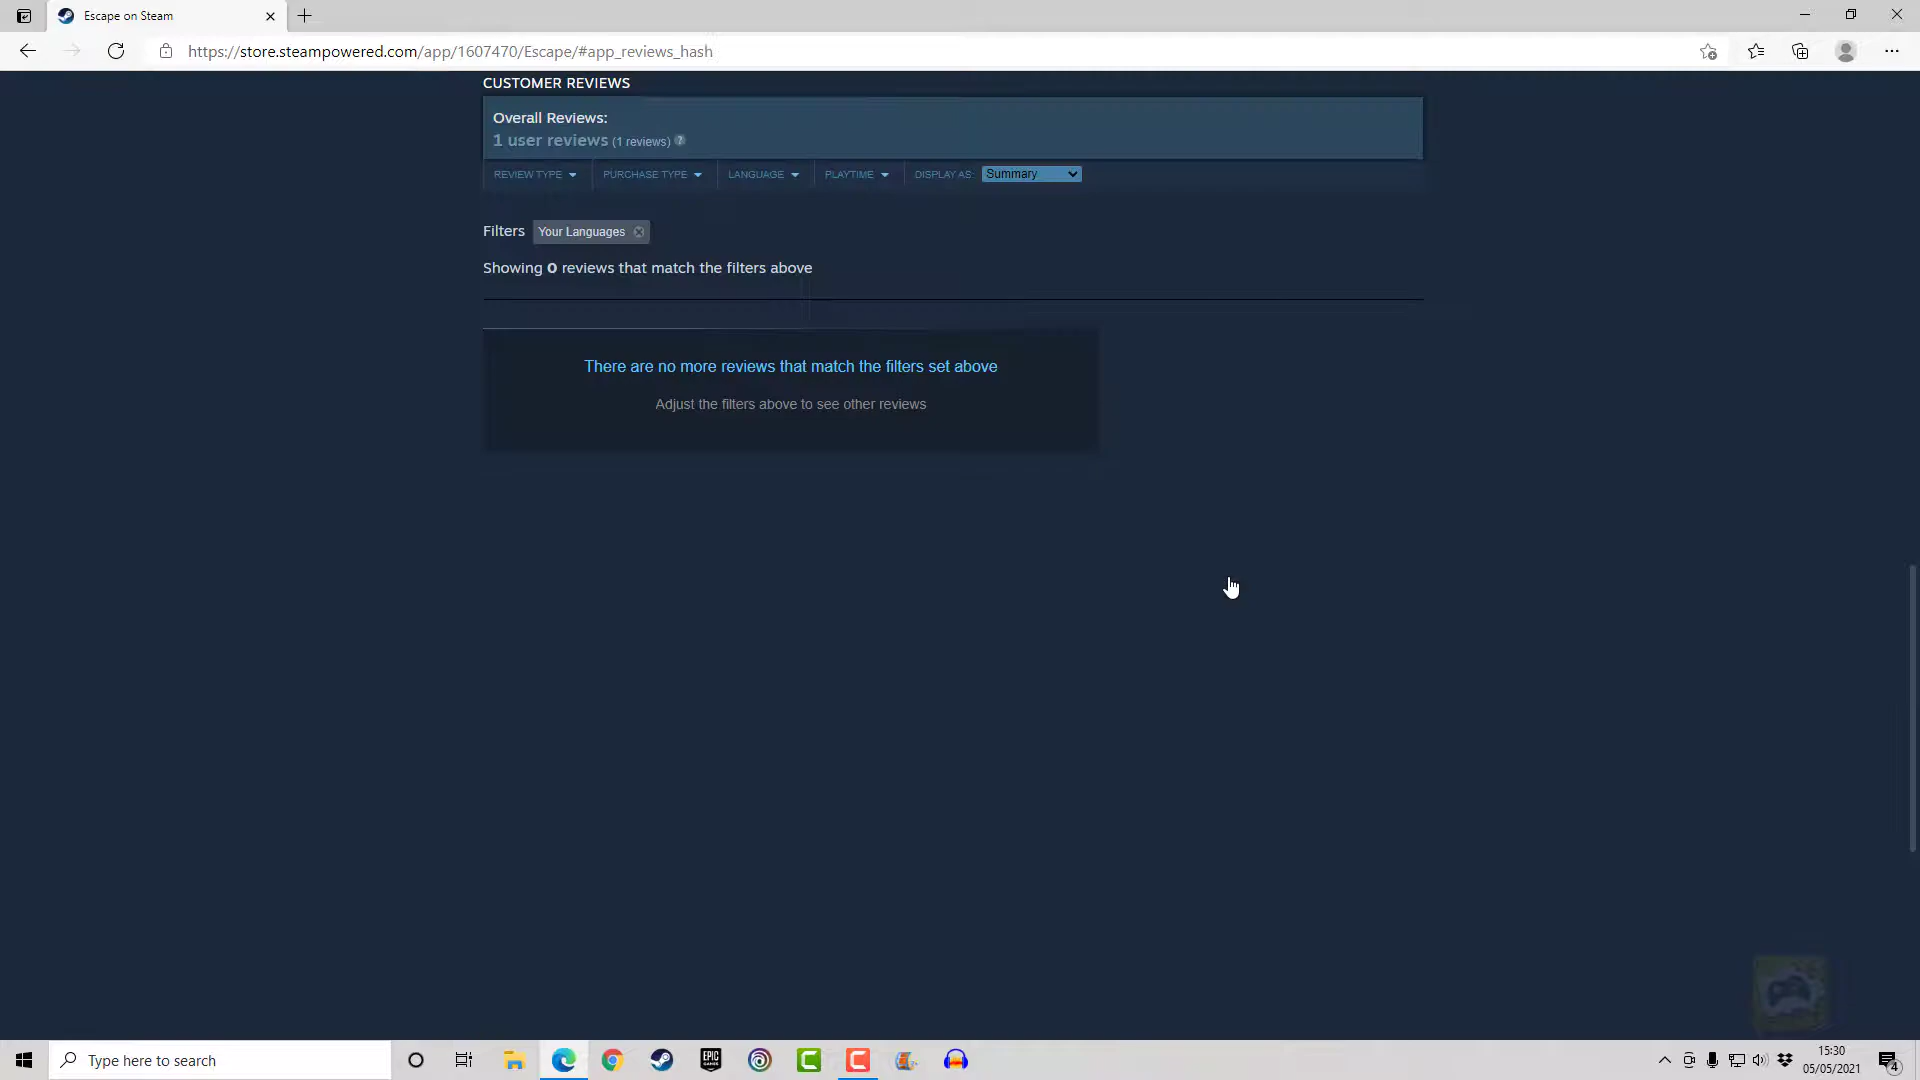 Escape on Steam
https://store.steampowered.com/app/1607470/Escape/#app_reviews_hash
CUSTOMER REVIEWS
Overall Reviews:
1 user reviews (1 reviews) ?
REVIEW TYPE PURCHASE TYPE LANGUAGE PLAYTIME DISPLAY AS: Summary
Filters Your Languages
Showing 0 reviews that match the filters above
There are no more reviews that match the filters set above
Adjust the filters above to see other reviews
Type here to search
EPIC GAMES
15:30
05/05/2021
4